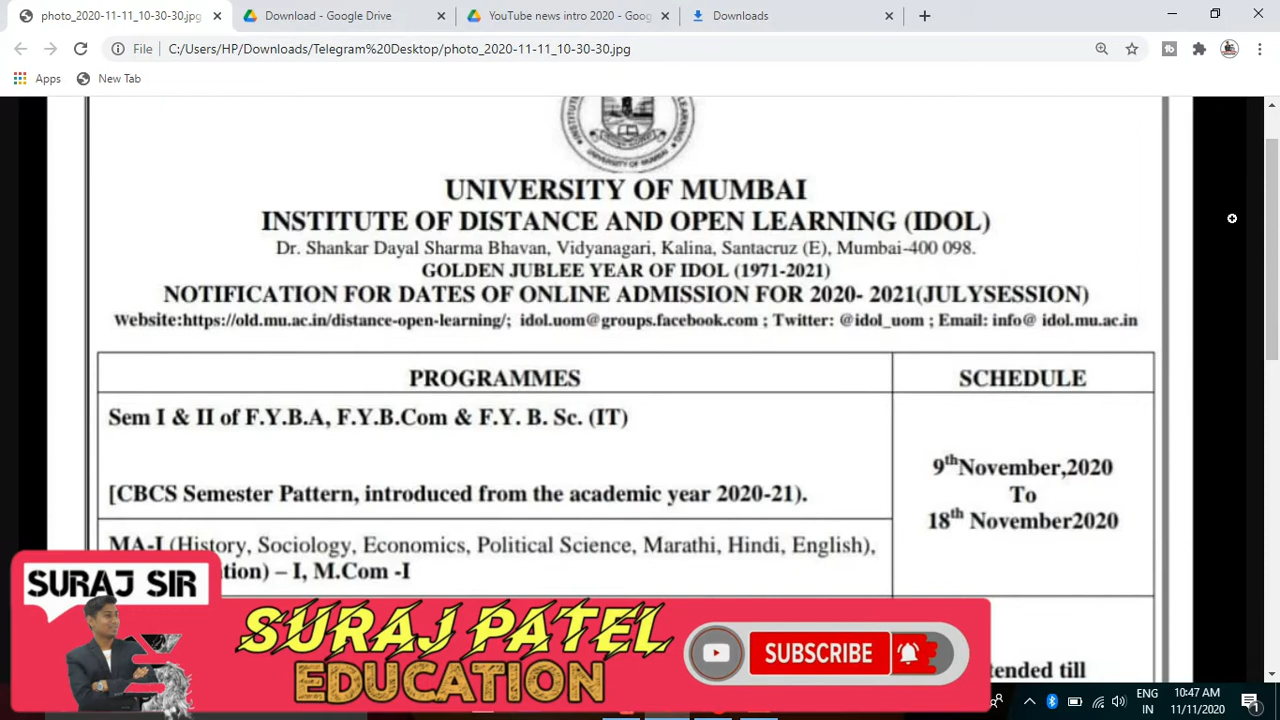 photo_2020-11-11_10-30-30.jpg
Download - Google Drive
YouTube news intro 2020 - Goog
Downloads
File
C:/Users/HP/Downloads/Telegram%20Desktop/photo_2020-11-11_10-30-30.jpg
Apps
New Tab
UNIVERSITY OF MUMBAI
UNIVERSITY OF MUMBAI
INSTITUTE OF DISTANCE AND OPEN LEARNING (IDOL)
Dr. Shankar Dayal Sharma Bhavan, Vidyanagari, Kalina, Santacruz (E), Mumbai-400 098.
GOLDEN JUBLEE YEAR OF IDOL (1971-2021)
NOTIFICATION FOR DATES OF ONLINE ADMISSION FOR 2020- 2021(JULYSESSION)
Website:https://old.mu.ac.in/distance-open-learning/; idol.uom@groups.facebook.com ; Twitter: @idol_uom ; Email: info@ idol.mu.ac.in
PROGRAMMES
SCHEDULE
Sem I & II of F.Y.B.A, F.Y.B.Com & F.Y. B. Sc. (IT)
[CBCS Semester Pattern, introduced from the academic year 2020-21).
9thNovember,2020
To
18th November2020
MA-I (History, Sociology, Economics, Political Science, Marathi, Hindi, English),
tion) – I, M.Com -I
tended till
SURAJ SIR
SURAJ PATEL
EDUCATION
SUBSCRIBE
ENG
IN
10:47 AM
11/11/2020
1